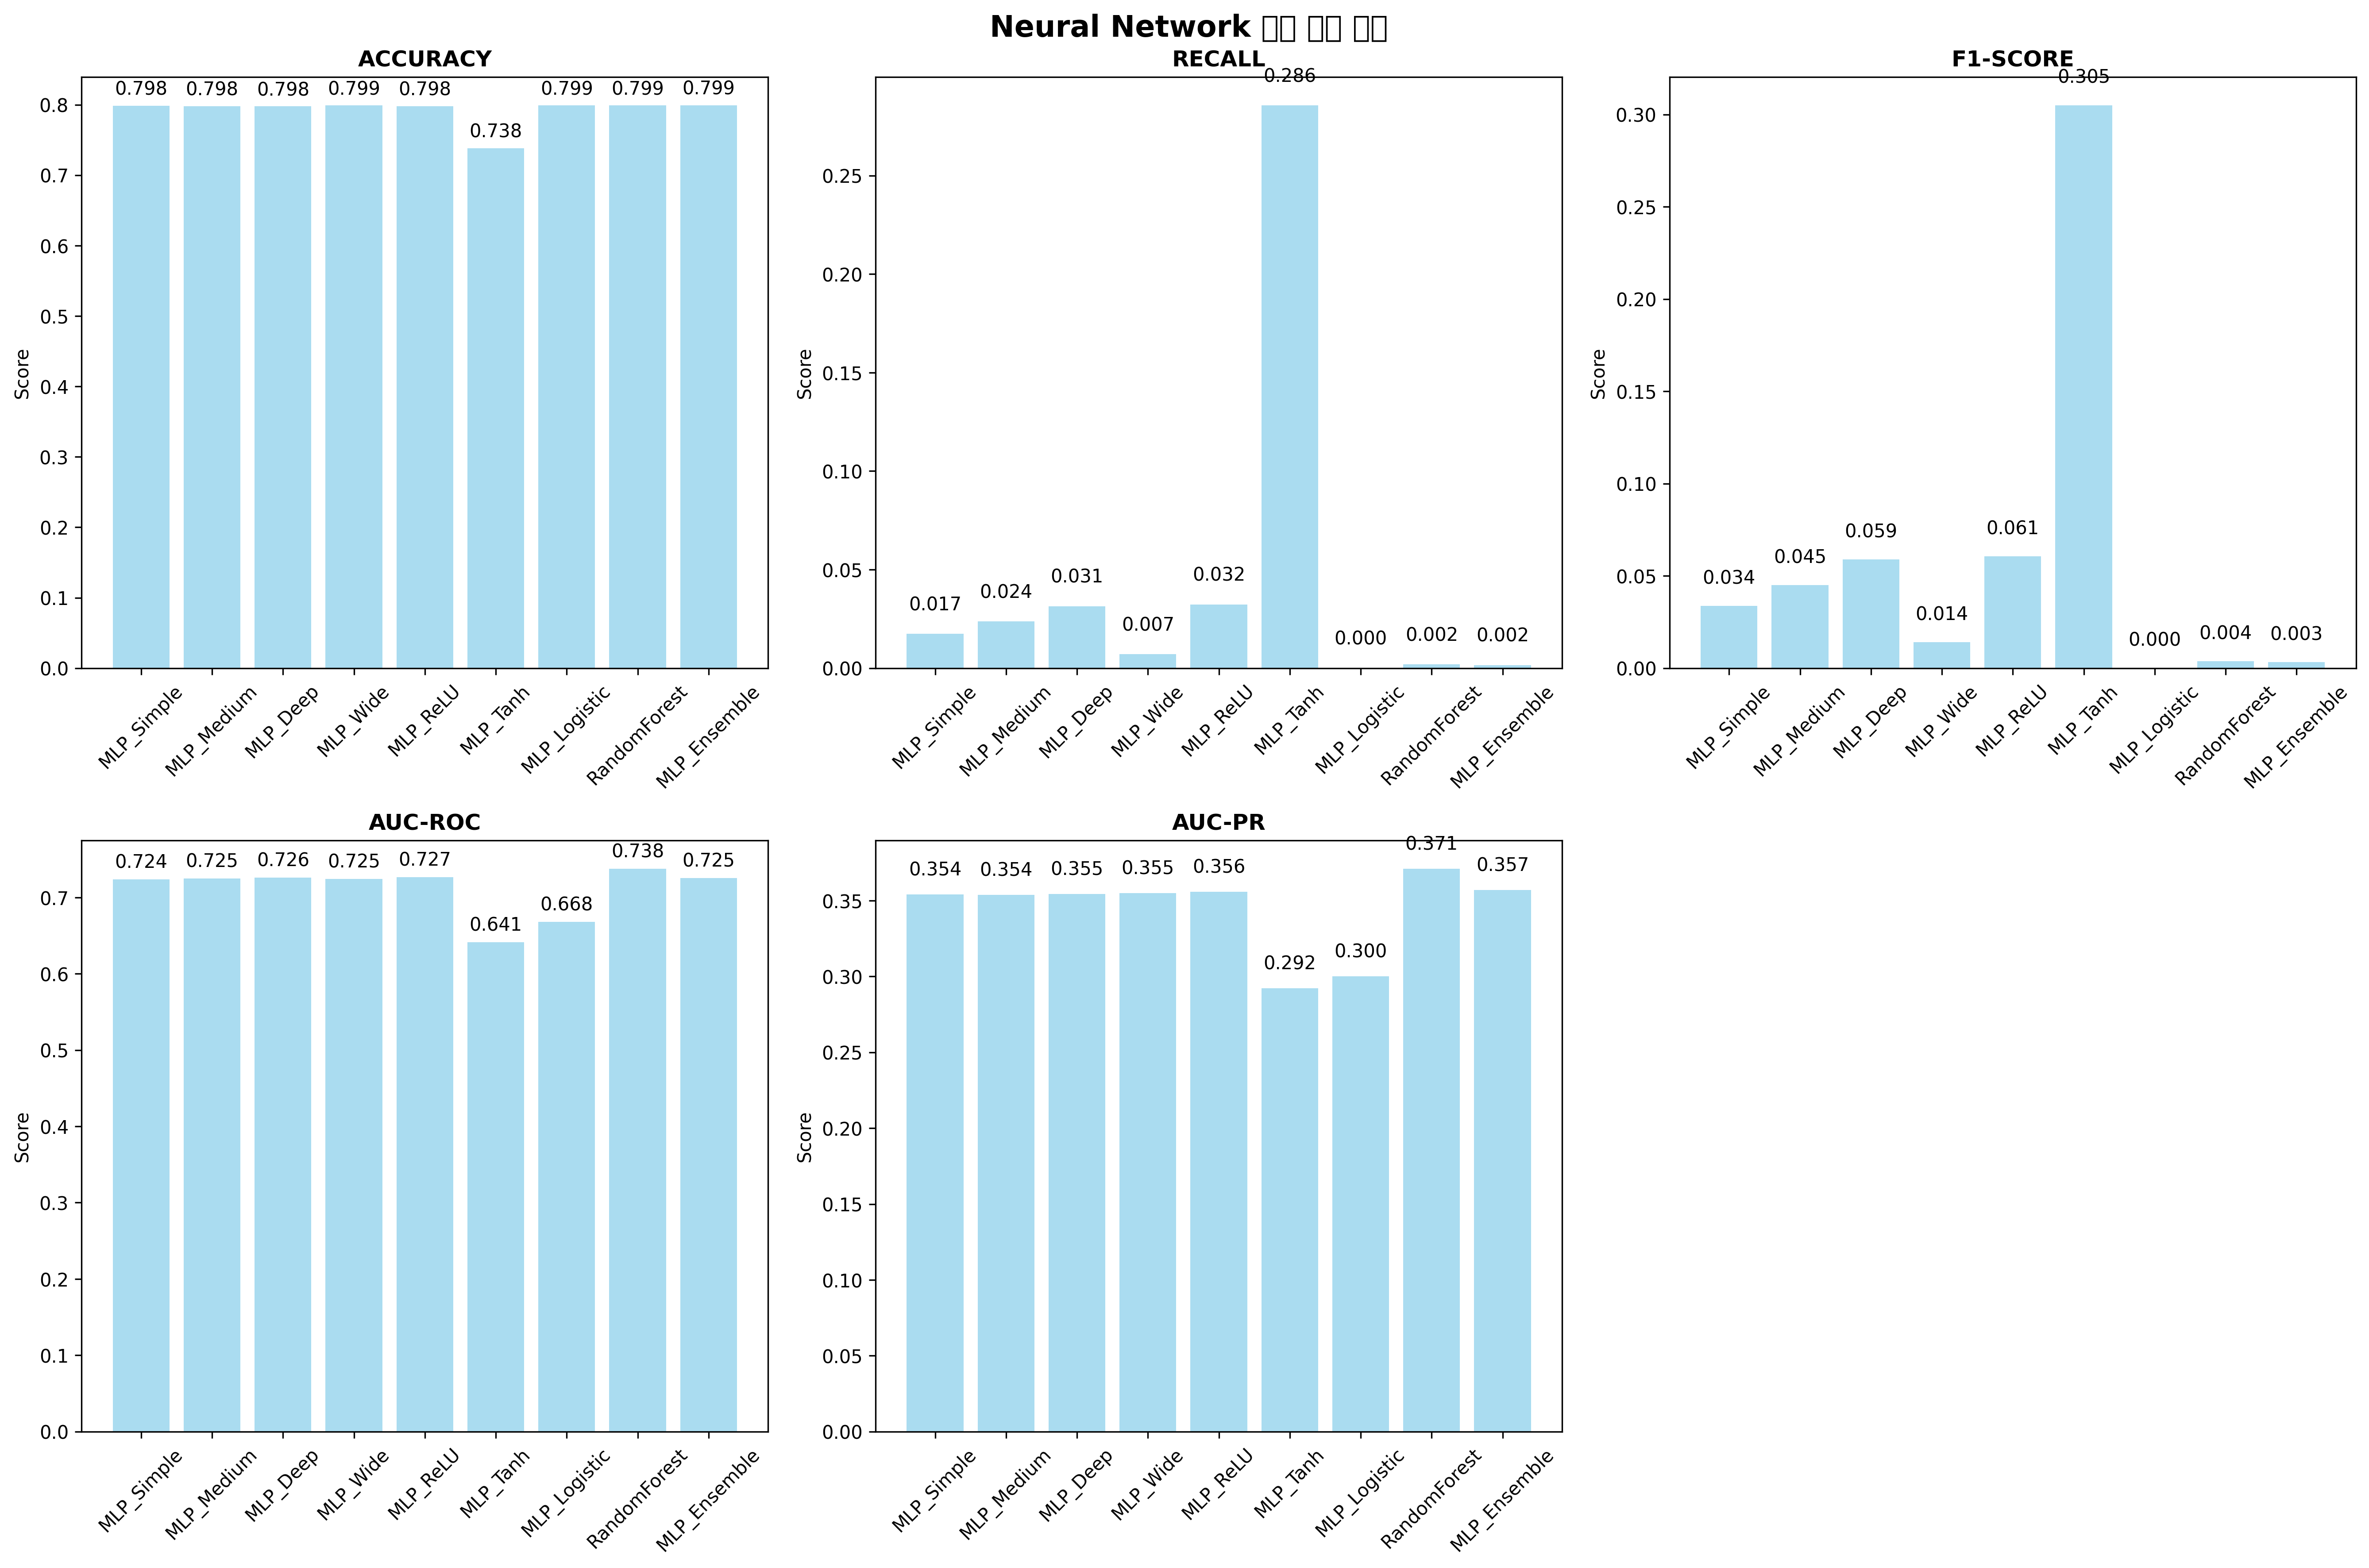 Neural Network
ACCURACY
Score
0.8
0.7
0.6
0.5
0.4
0.3
0.2
0.1
0.0
0.798 0.798 0.798 0.799 0.798 0.738 0.799 0.799 0.799
MLP_Simple MLP_Medium MLP_Deep MLP_Wide MLP_ReLU MLP_Tanh MLP_Logistic RandomForest MLP_Ensemble
RECALL
Score
0.25
0.20
0.15
0.10
0.05
0.00
0.017 0.024 0.031 0.007 0.032 0.286 0.000 0.002 0.002
MLP_Simple MLP_Medium MLP_Deep MLP_Wide MLP_ReLU MLP_Tanh MLP_Logistic RandomForest MLP_Ensemble
F1-SCORE
Score
0.30
0.25
0.20
0.15
0.10
0.05
0.00
0.034 0.045 0.059 0.014 0.061 0.305 0.000 0.004 0.003
MLP_Simple MLP_Medium MLP_Deep MLP_Wide MLP_ReLU MLP_Tanh MLP_Logistic RandomForest MLP_Ensemble
AUC-ROC
Score
0.7
0.6
0.5
0.4
0.3
0.2
0.1
0.0
0.724 0.725 0.726 0.725 0.727 0.641 0.668 0.738 0.725
MLP_Simple MLP_Medium MLP_Deep MLP_Wide MLP_ReLU MLP_Tanh MLP_Logistic RandomForest MLP_Ensemble
AUC-PR
Score
0.35
0.30
0.25
0.20
0.15
0.10
0.05
0.00
0.354 0.354 0.355 0.355 0.356 0.292 0.300 0.371 0.357
MLP_Simple MLP_Medium MLP_Deep MLP_Wide MLP_ReLU MLP_Tanh MLP_Logistic RandomForest MLP_Ensemble